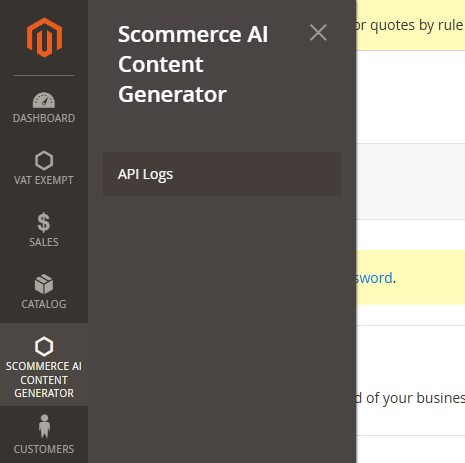 Scommerce AI
Content
Generator
API Logs
DASHBOARD
VAT EXEMPT
$
SALES
CATALOG
SCOMMERCE AI
CONTENT
GENERATOR
CUSTOMERS
or quotes by rule
sword.
d of your busines